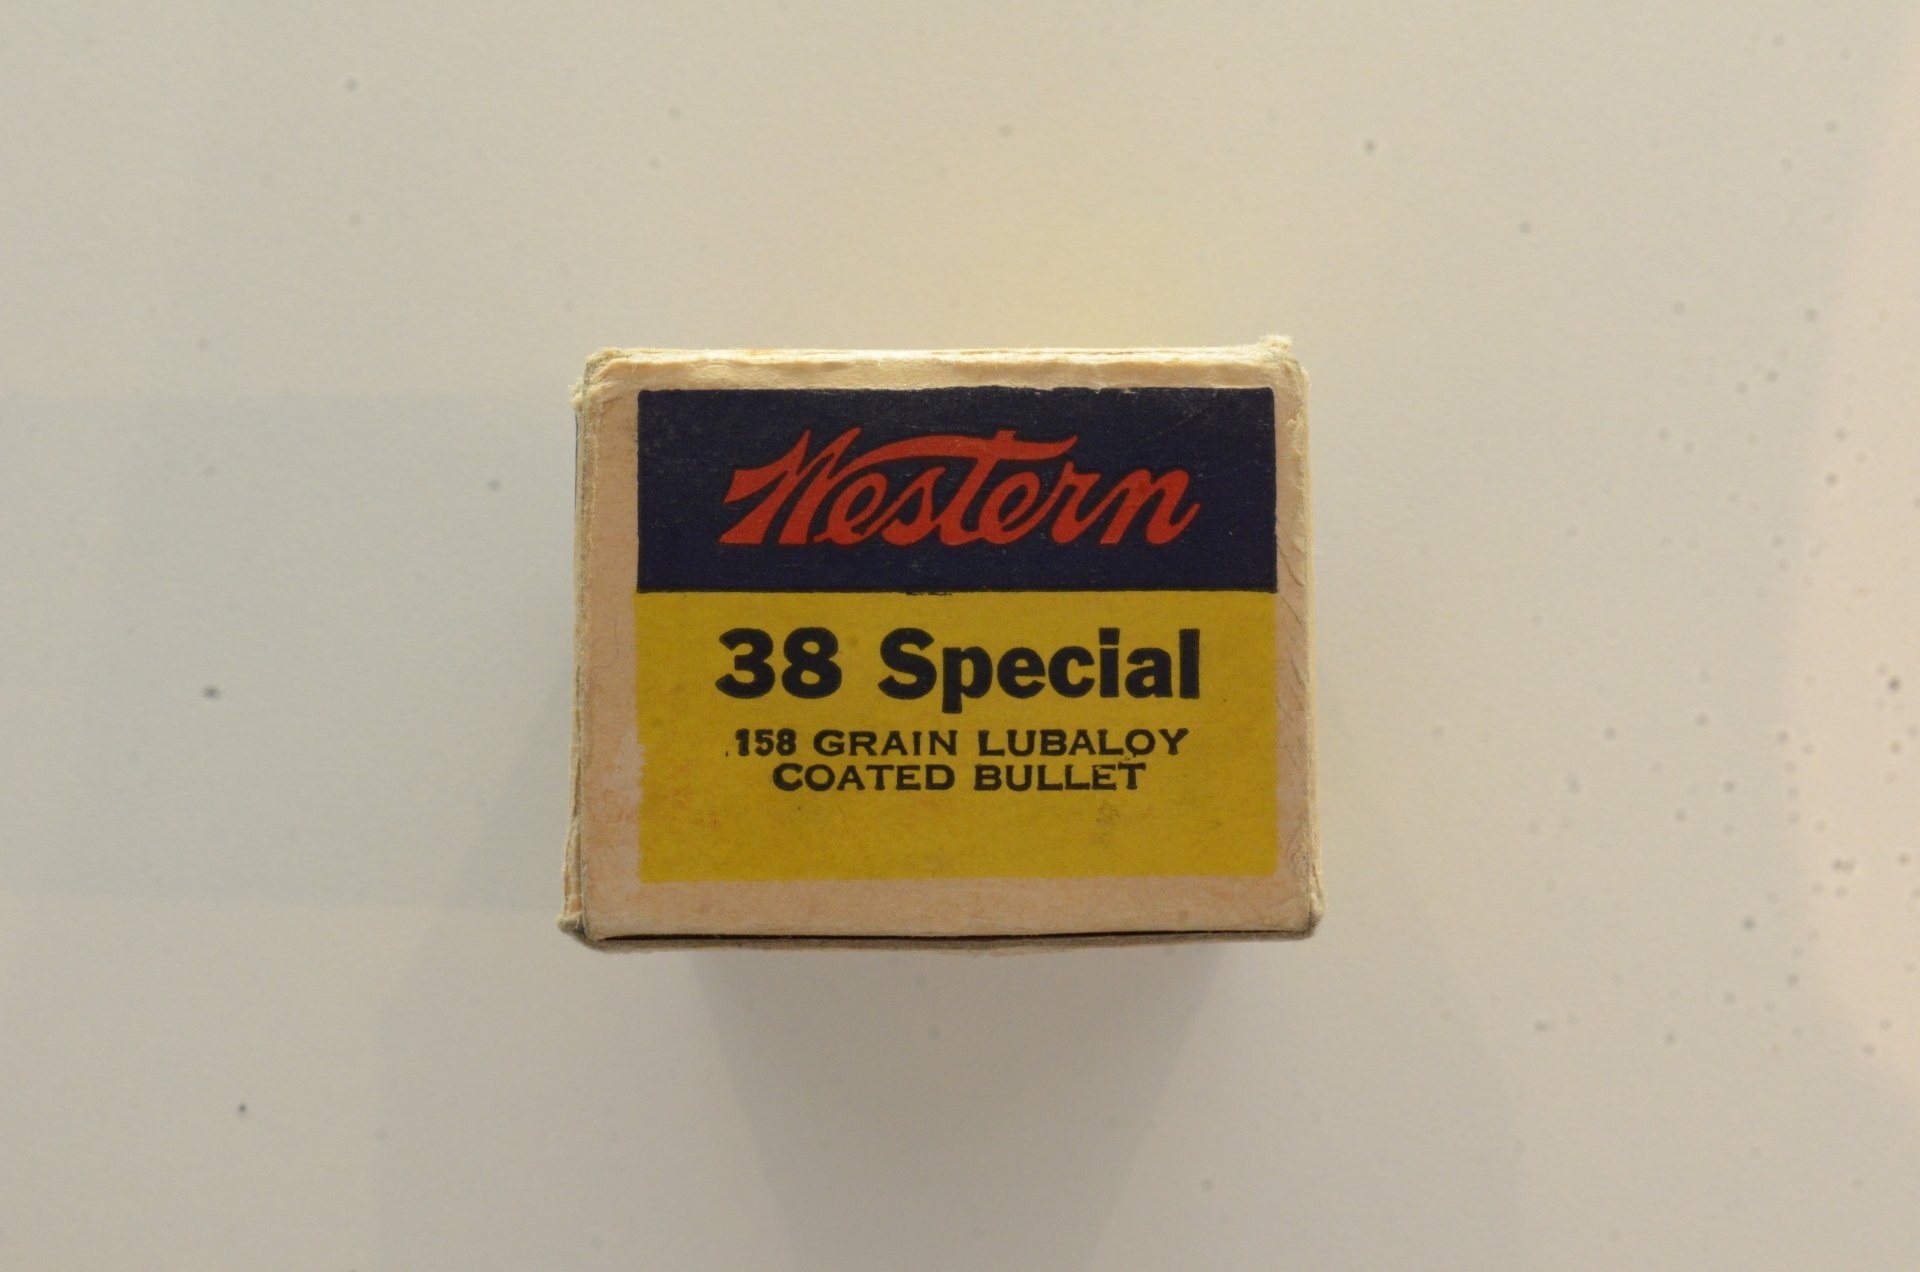 Western
38 Special
158 GRAIN LUBALOY
COATED BULLET